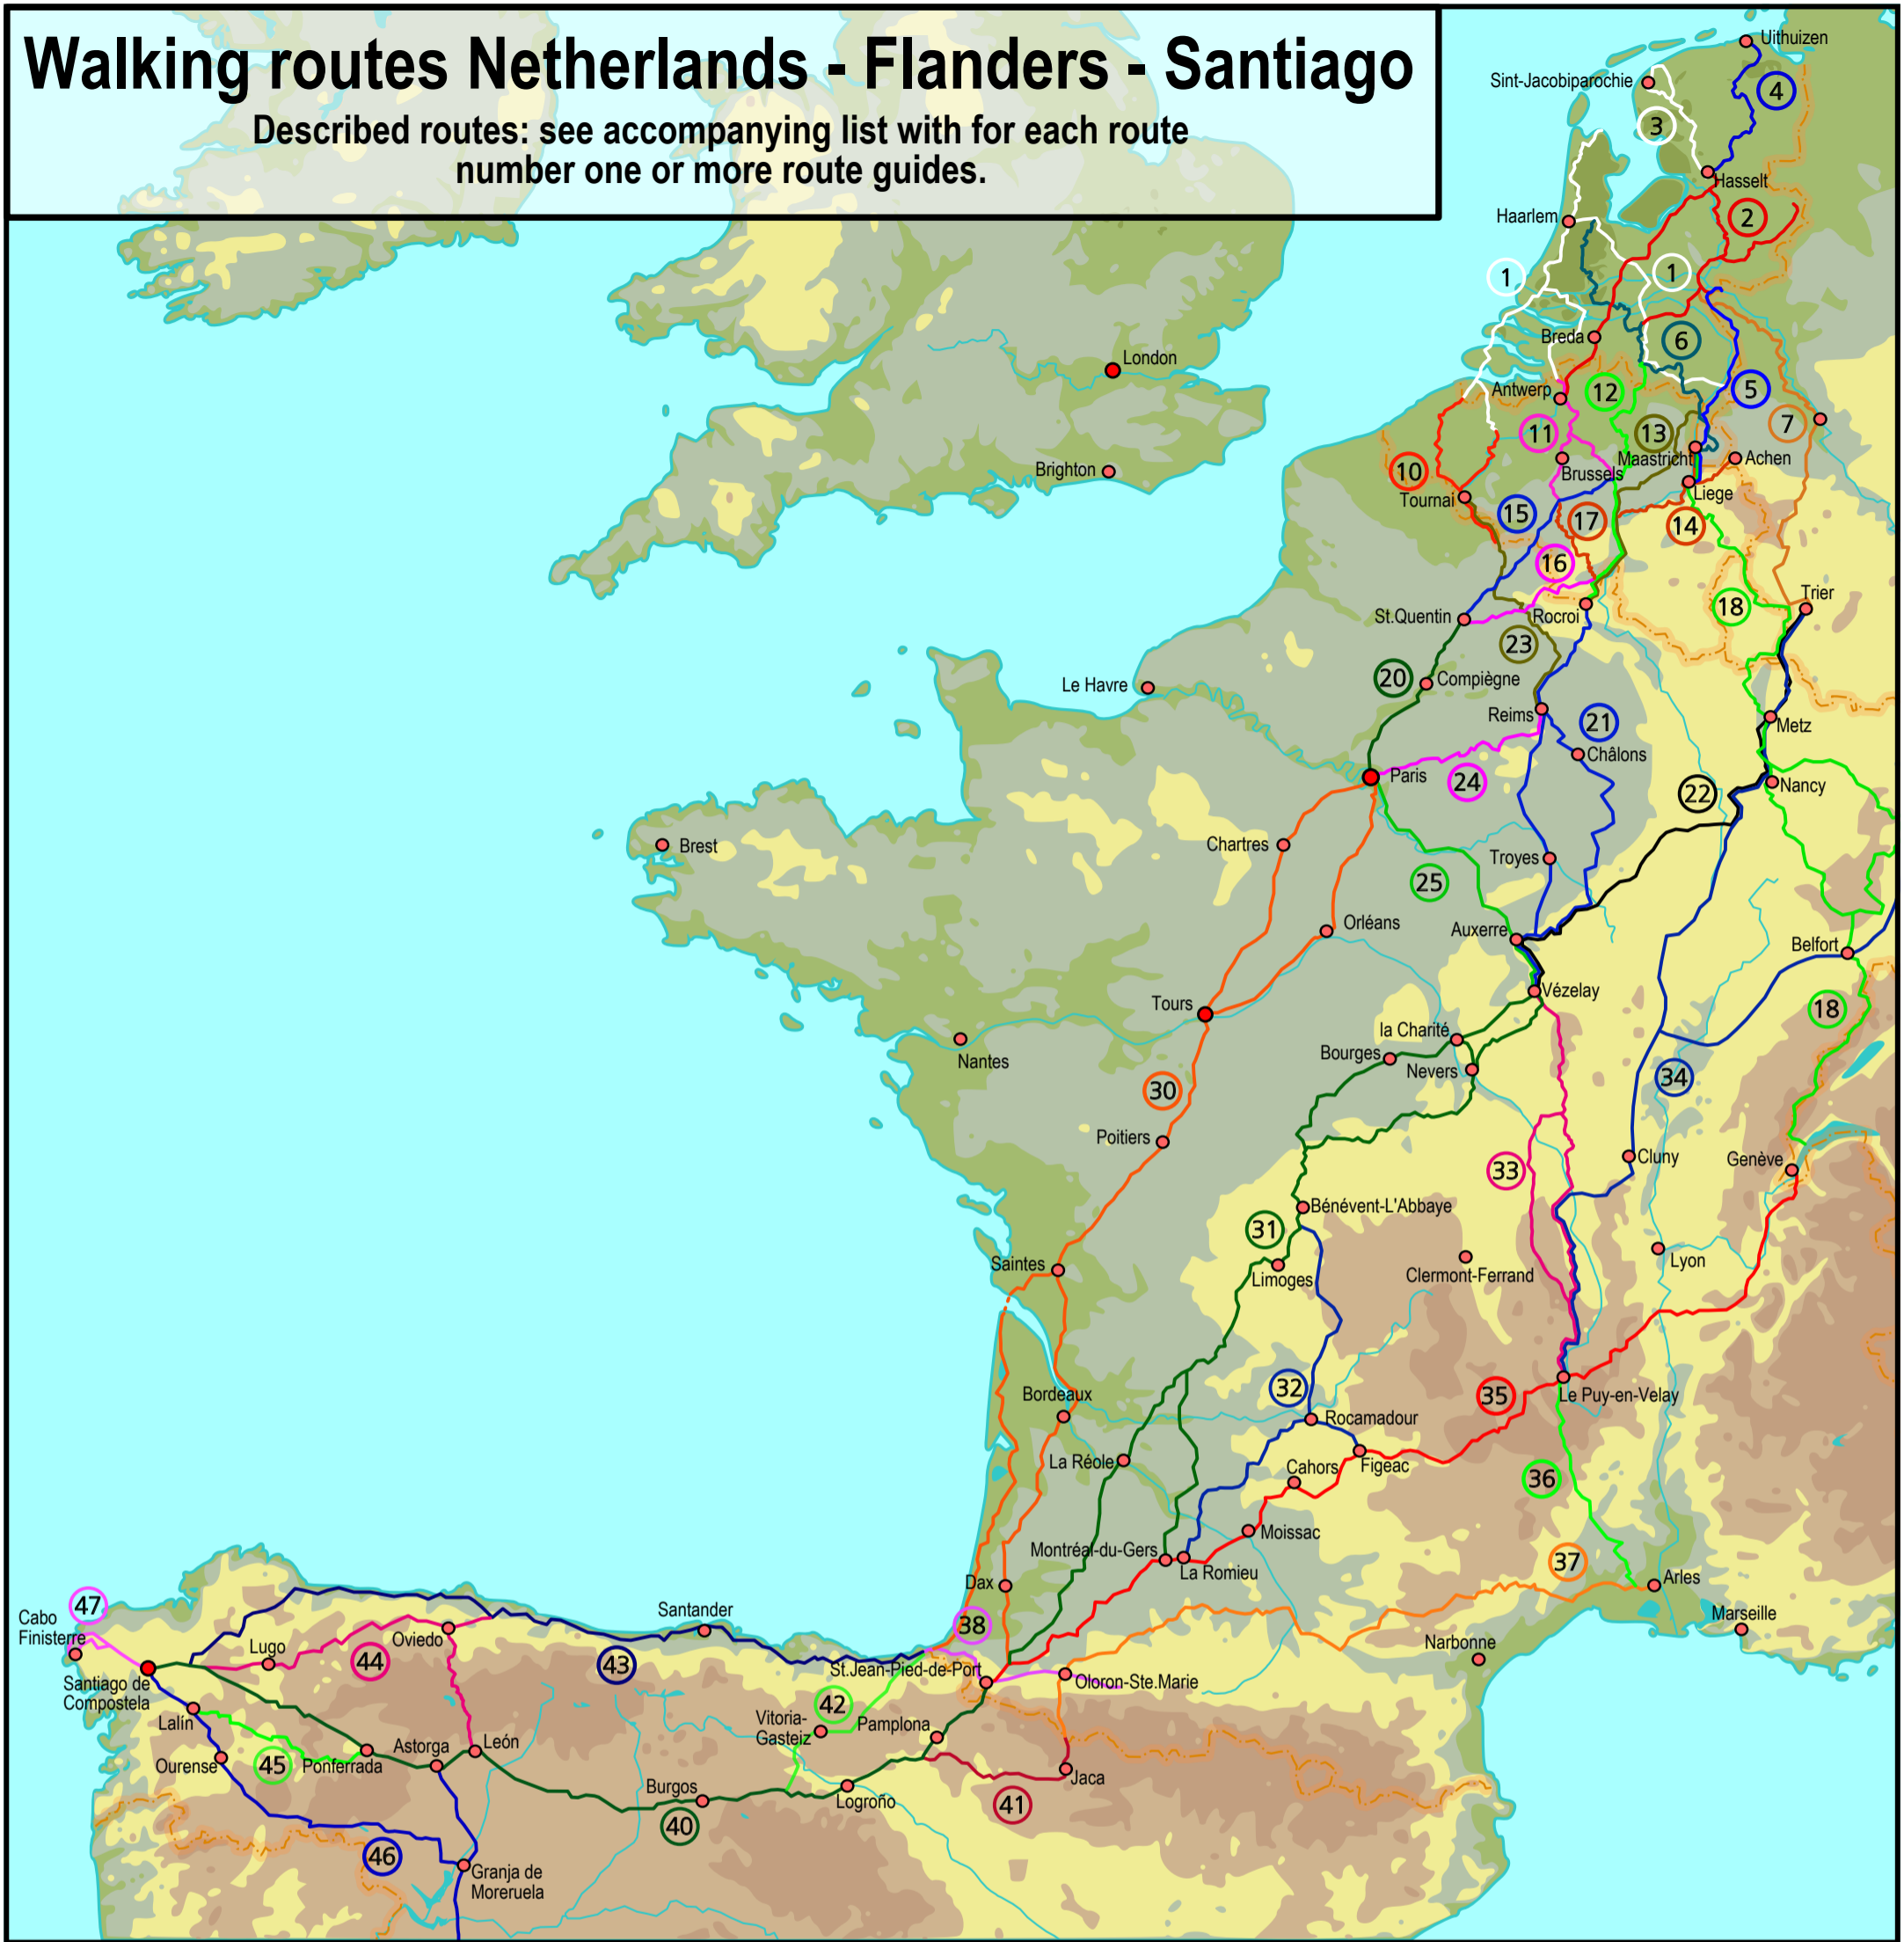 Walking routes Netherlands - Flanders - Santiago
Described routes: see accompanying list with for each route
number one or more route guides.
Uithuizen
Sint-Jacobiparochie
4
3
Hasselt
Haarlem
2
1
1
Breda
6
London
Antwerp
12
5
7
11
13
Brighton
10
Brussels
Maastricht
Achen
Tournai
Liege
15
17
14
16
Trier
18
St.Quentin
Rocroi
23
20
Compiègne
Le Havre
Reims
21
Metz
Châlons
Paris
24
22
Nancy
Brest
Chartres
Troyes
25
Orléans
Auxerre
Belfort
Vézelay
Tours
18
la Charité
Nantes
Bourges
Nevers
34
30
Poitiers
Cluny
Genève
33
Bénévent-L'Abbaye
31
Saintes
Limoges
Clermont-Ferrand
Lyon
32
Bordeaux
35
Le Puy-en-Velay
Rocamadour
La Réole
Figeac
Cahors
36
Moissac
Montréal-du-Gers
La Romieu
37
Dax
Arles
47
Cabo
Finisterre
Santander
38
Marseille
Lugo
Oviedo
44
43
Narbonne
Santiago de
Compostela
St.Jean-Pied-de-Port
Oloron-Ste.Marie
Lalín
42
Vitoria-
Gasteiz
Pamplona
Ourense
45
Ponferrada
Astorga
León
Jaca
Burgos
Logroño
41
40
46
Granja de
Moreruela